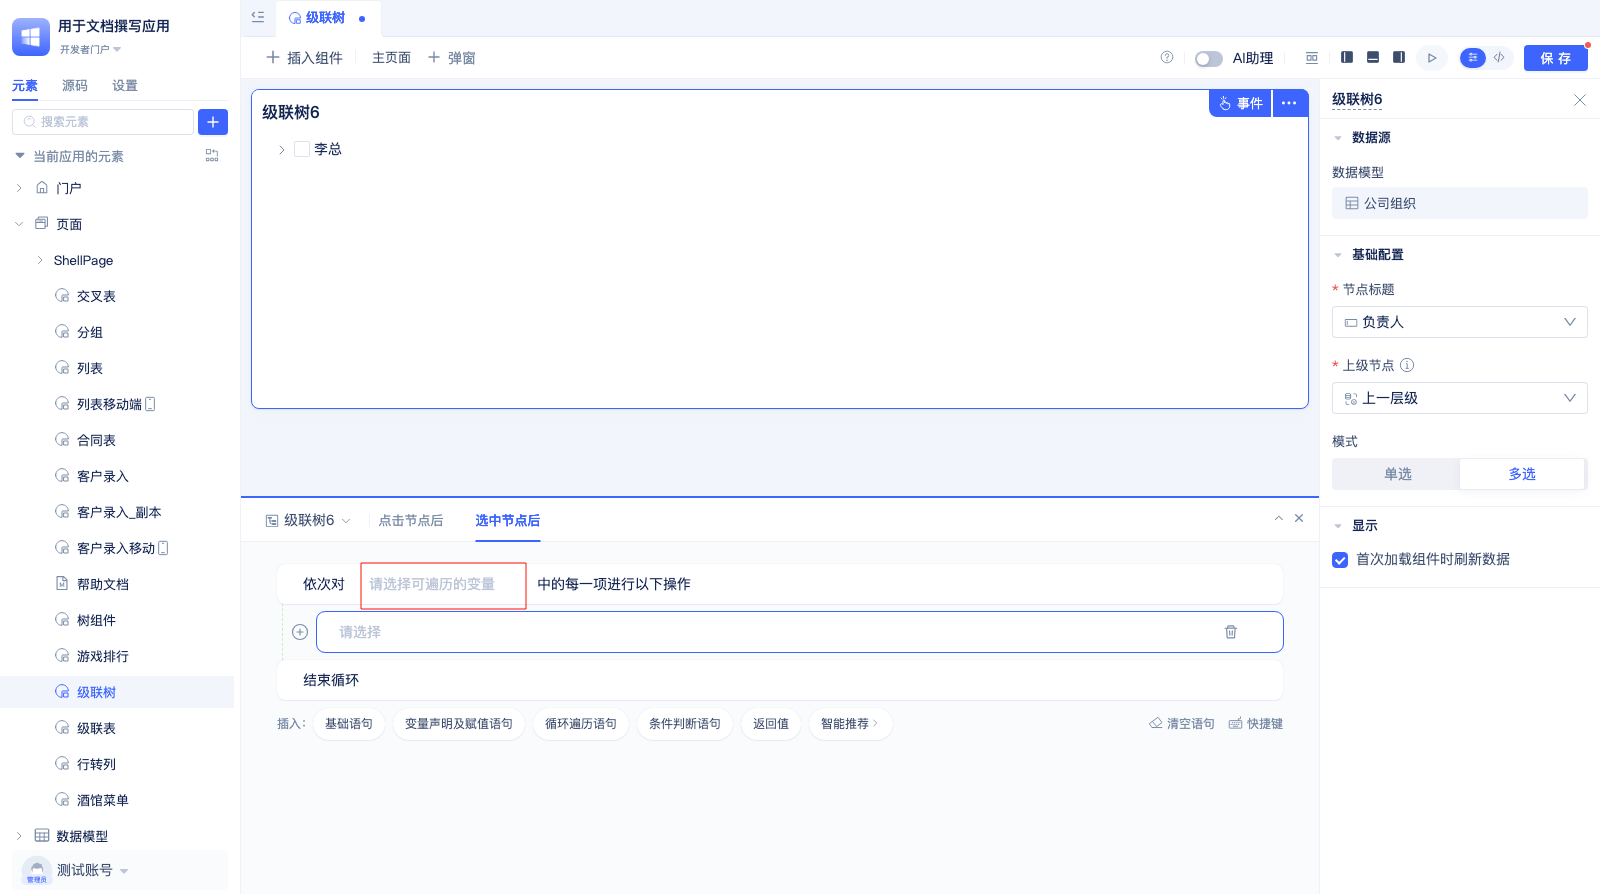 用于文档撰写应用
开发者门户
元素 源码 设置
搜索元素
当前应用的元素
门户
页面
ShellPage
交叉表
分组
列表
列表移动端
合同表
客户录入
客户录入_副本
客户录入移动
帮助文档
树组件
游戏排行
级联树
级联表
行转列
酒馆菜单
数据模型
管理员
测试账号
级联树
插入组件 主页面 弹窗
AI助理
保存
级联树6
事件
李总
级联树6 点击节点后 选中节点后
依次对 请选择可遍历的变量 中的每一项进行以下操作
请选择
结束循环
插入: 基础语句 变量声明及赋值语句 循环遍历语句 条件判断语句 返回值 智能推荐
清空语句 快捷键
级联树6
数据源
数据模型
公司组织
基础配置
* 节点标题
负责人
* 上级节点
上一层级
模式
单选 多选
显示
首次加载组件时刷新数据